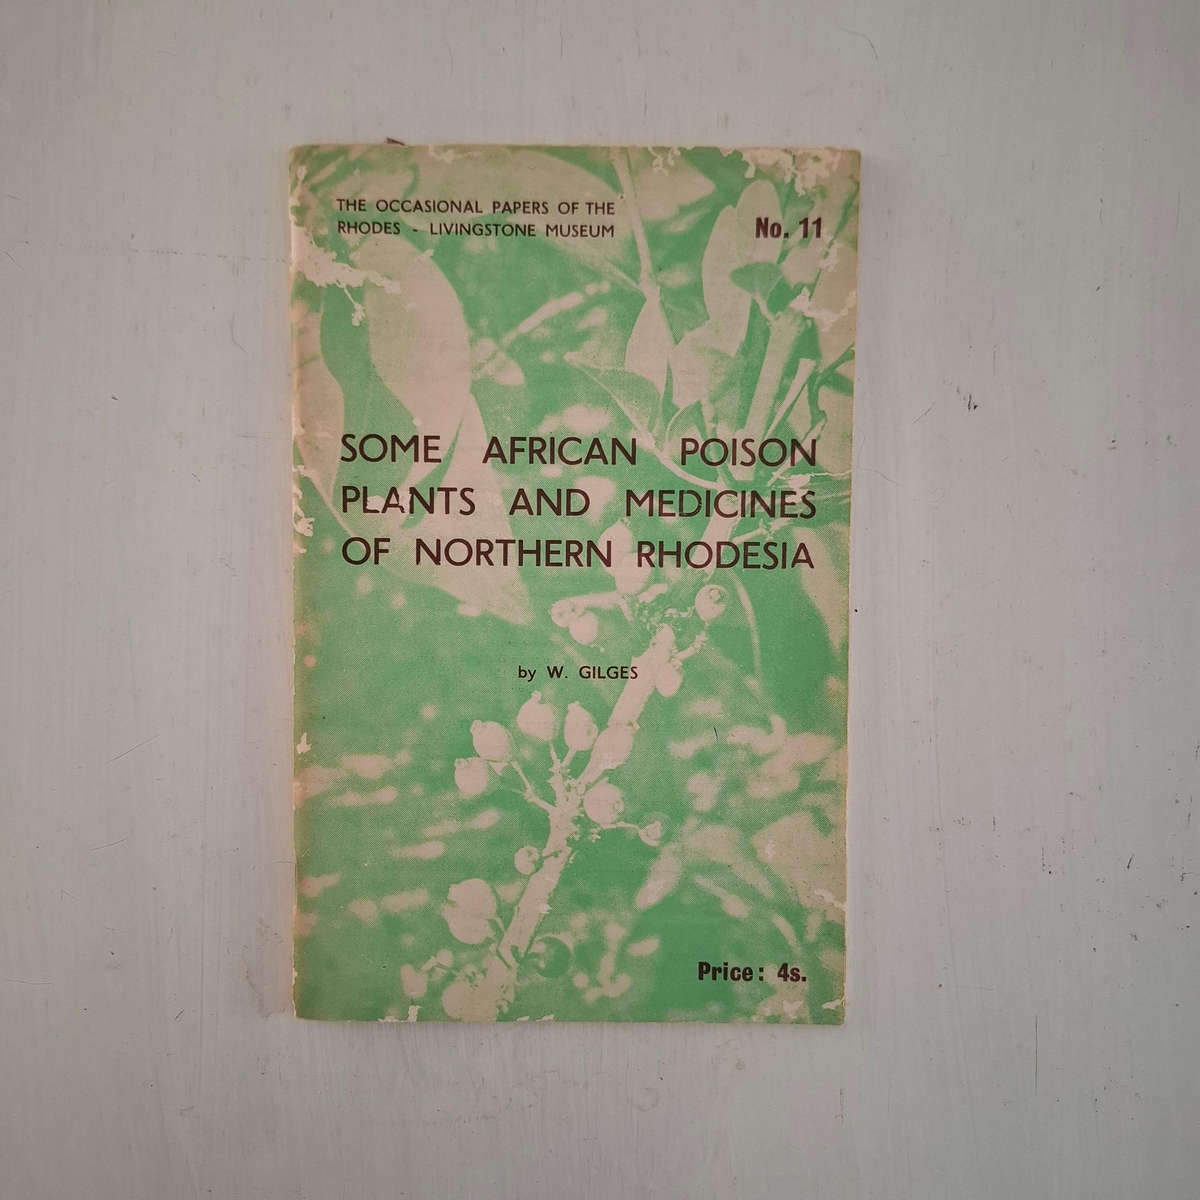 THE OCCASIONAL PAPERS OF THE
RHODES - LIVINGSTONE MUSEUM
No. 11
SOME AFRICAN POISON
PLANTS AND MEDICINES
OF NORTHERN RHODESIA
by W. GILGES
Price: 4s.